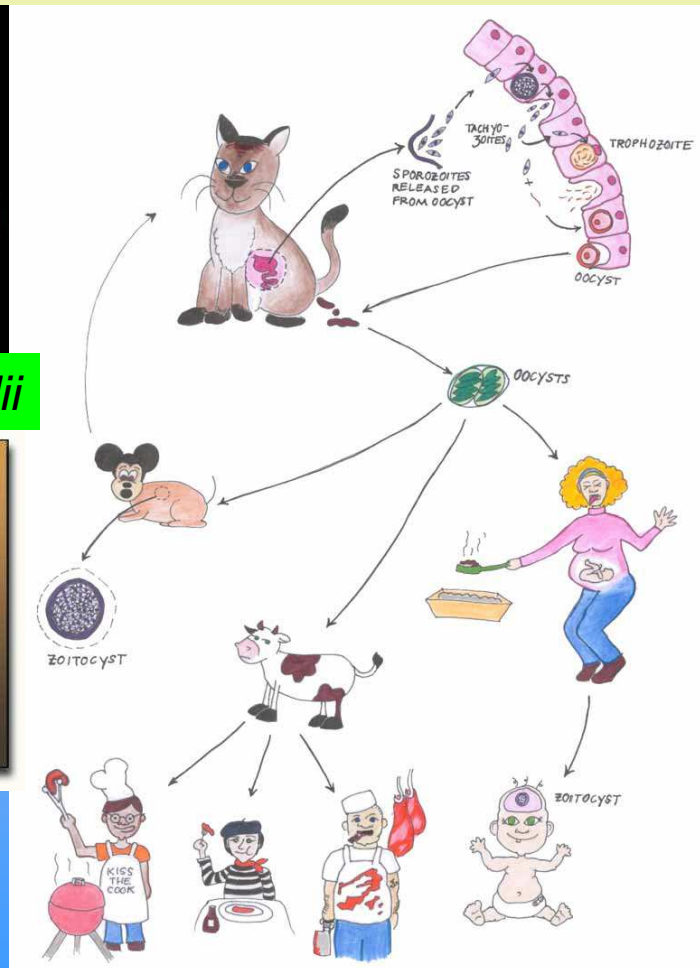 TACHYO-
ZOITES
TROPHOZOITE
SPOROZOITES
RELEASED
FROM OOCYST
OOCYST
OOCYSTS
ZOITOCYST
ZOITOCYST
KISS
THE
COOK